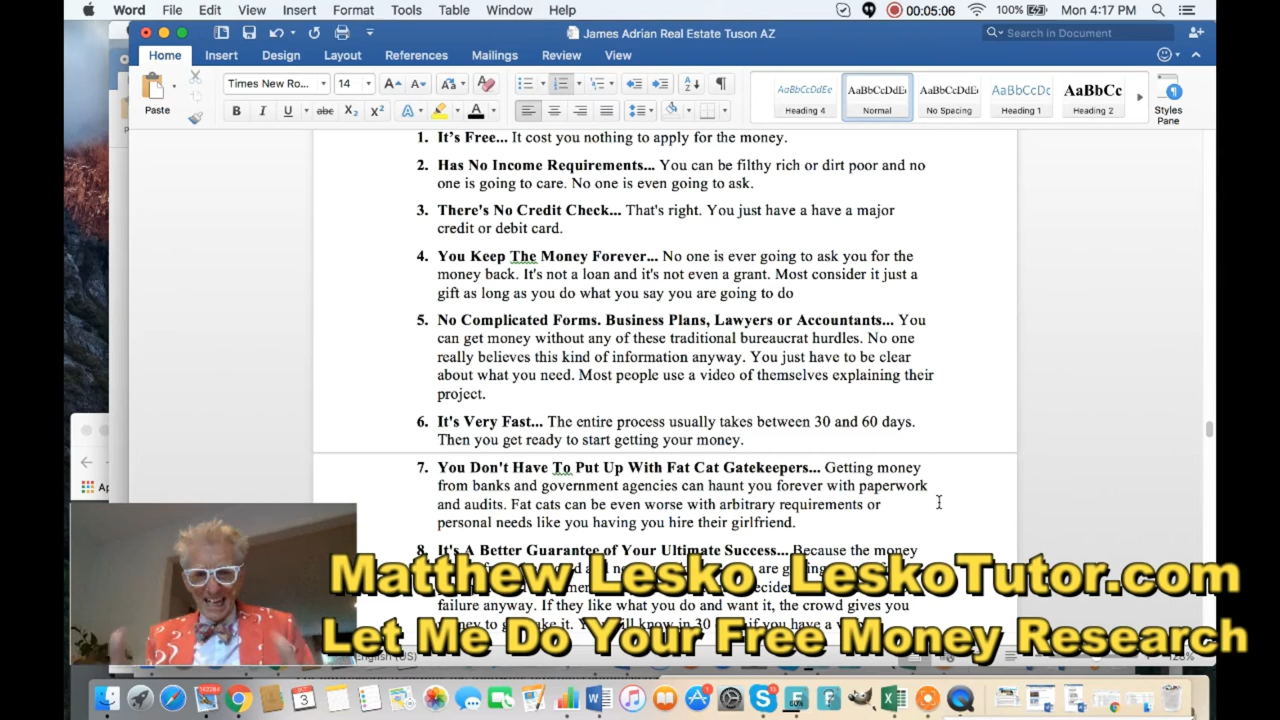 Word File Edit View Insert Format Tools Table Window Help 00:05:06 100% Mon 4:17 PM
James Adrian Real Estate Tuson AZ
Search in Document
Home Insert Design Layout References Mailings Review View
Paste
Times New Ro... 14
AaBbCcDdEe AaBbCcDdEe AaBbCcDdEe AaBbCcDc AaBbCc
Heading 4 Normal No Spacing Heading 1 Heading 2
Styles Pane
1. It's Free... It cost you nothing to apply for the money.
2. Has No Income Requirements... You can be filthy rich or dirt poor and no
one is going to care. No one is even going to ask.
3. There's No Credit Check... That's right. You just have a have a major
credit or debit card.
4. You Keep The Money Forever... No one is ever going to ask you for the
money back. It's not a loan and it's not even a grant. Most consider it just a
gift as long as you do what you say you are going to do
5. No Complicated Forms. Business Plans, Lawyers or Accountants... You
can get money without any of these traditional bureaucrat hurdles. No one
really believes this kind of information anyway. You just have to be clear
about what you need. Most people use a video of themselves explaining their
project.
6. It's Very Fast... The entire process usually takes between 30 and 60 days.
Then you get ready to start getting your money.
7. You Don't Have To Put Up With Fat Cat Gatekeepers... Getting money
from banks and government agencies can haunt you forever with paperwork
and audits. Fat cats can be even worse with arbitrary requirements or
personal needs like you having you hire their girlfriend.
8. It's A Better Guarantee of Your Ultimate Success... Because the money
Matthew Lesko LeskoTutor.com
failure anyway. If they like what you do and want it, the crowd gives you
Let Me Do Your Free Money Research
English (US)